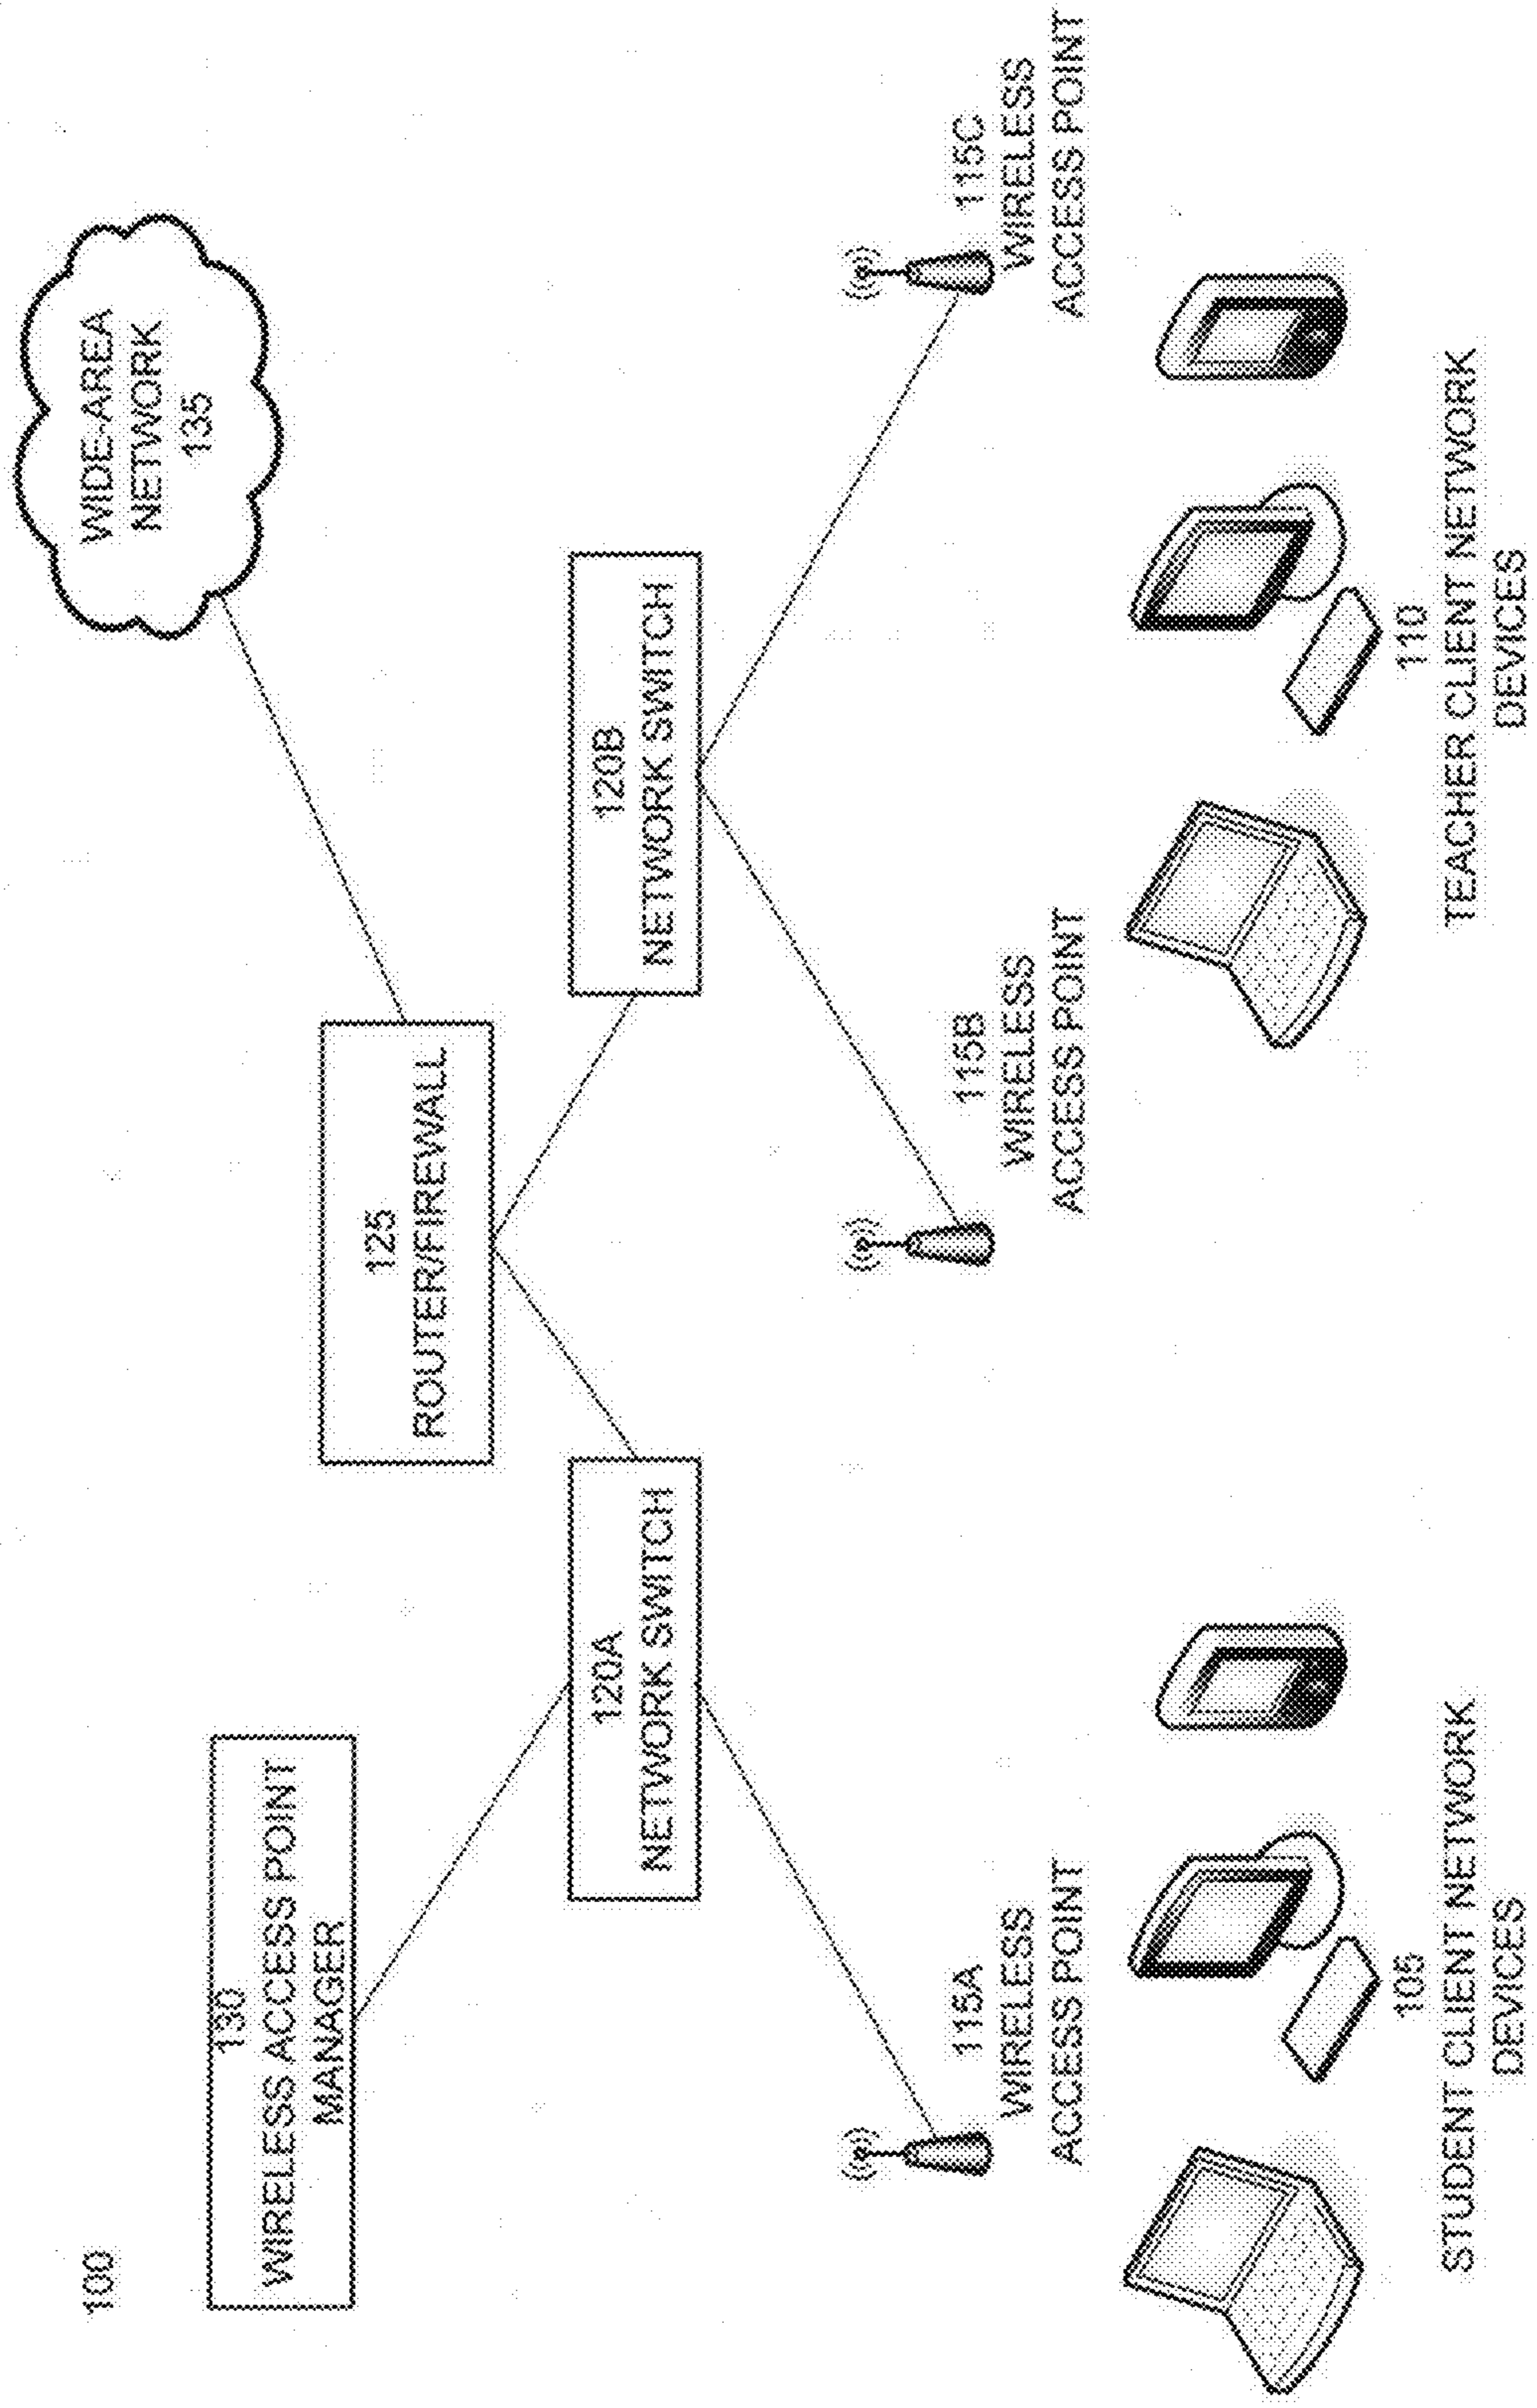 100
WIDE-AREA
NETWORK
135
130
WIRELESS ACCESS POINT
MANAGER
125
ROUTER/FIREWALL
120A
NETWORK SWITCH
120B
NETWORK SWITCH
115A
WIRELESS
ACCESS POINT
115B
WIRELESS
ACCESS POINT
115C
WIRELESS
ACCESS POINT
105
STUDENT CLIENT NETWORK
DEVICES
110
TEACHER CLIENT NETWORK
DEVICES